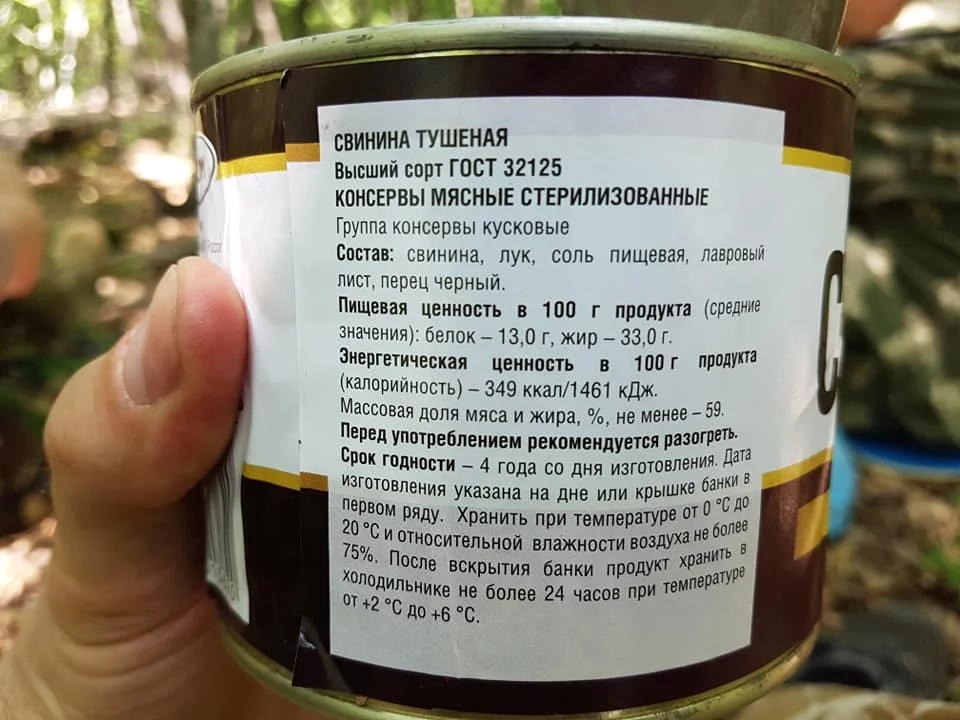 СВИНИНА ТУШЕНАЯ
Высший сорт ГОСТ 32125
КОНСЕРВЫ МЯСНЫЕ СТЕРИЛИЗОВАННЫЕ
Группа консервы кусковые
Состав: свинина, лук, соль пищевая, лавровый
лист, перец черный.
Пищевая ценность в 100 г продукта (средние
значения): белок – 13,0 г, жир – 33,0 г.
Энергетическая ценность в 100 г продукта
(калорийность) – 349 ккал/1461 кДж.
Массовая доля мяса и жира, %, не менее – 59.
Перед употреблением рекомендуется разогреть.
Срок годности – 4 года со дня изготовления. Дата
изготовления указана на дне или крышке банки в
первом ряду. Хранить при температуре от 0 °С до
20 °С и относительной влажности воздуха не более
75%. После вскрытия банки продукт хранить в
холодильнике не более 24 часов при температуре
от +2 °С до +6 °С.